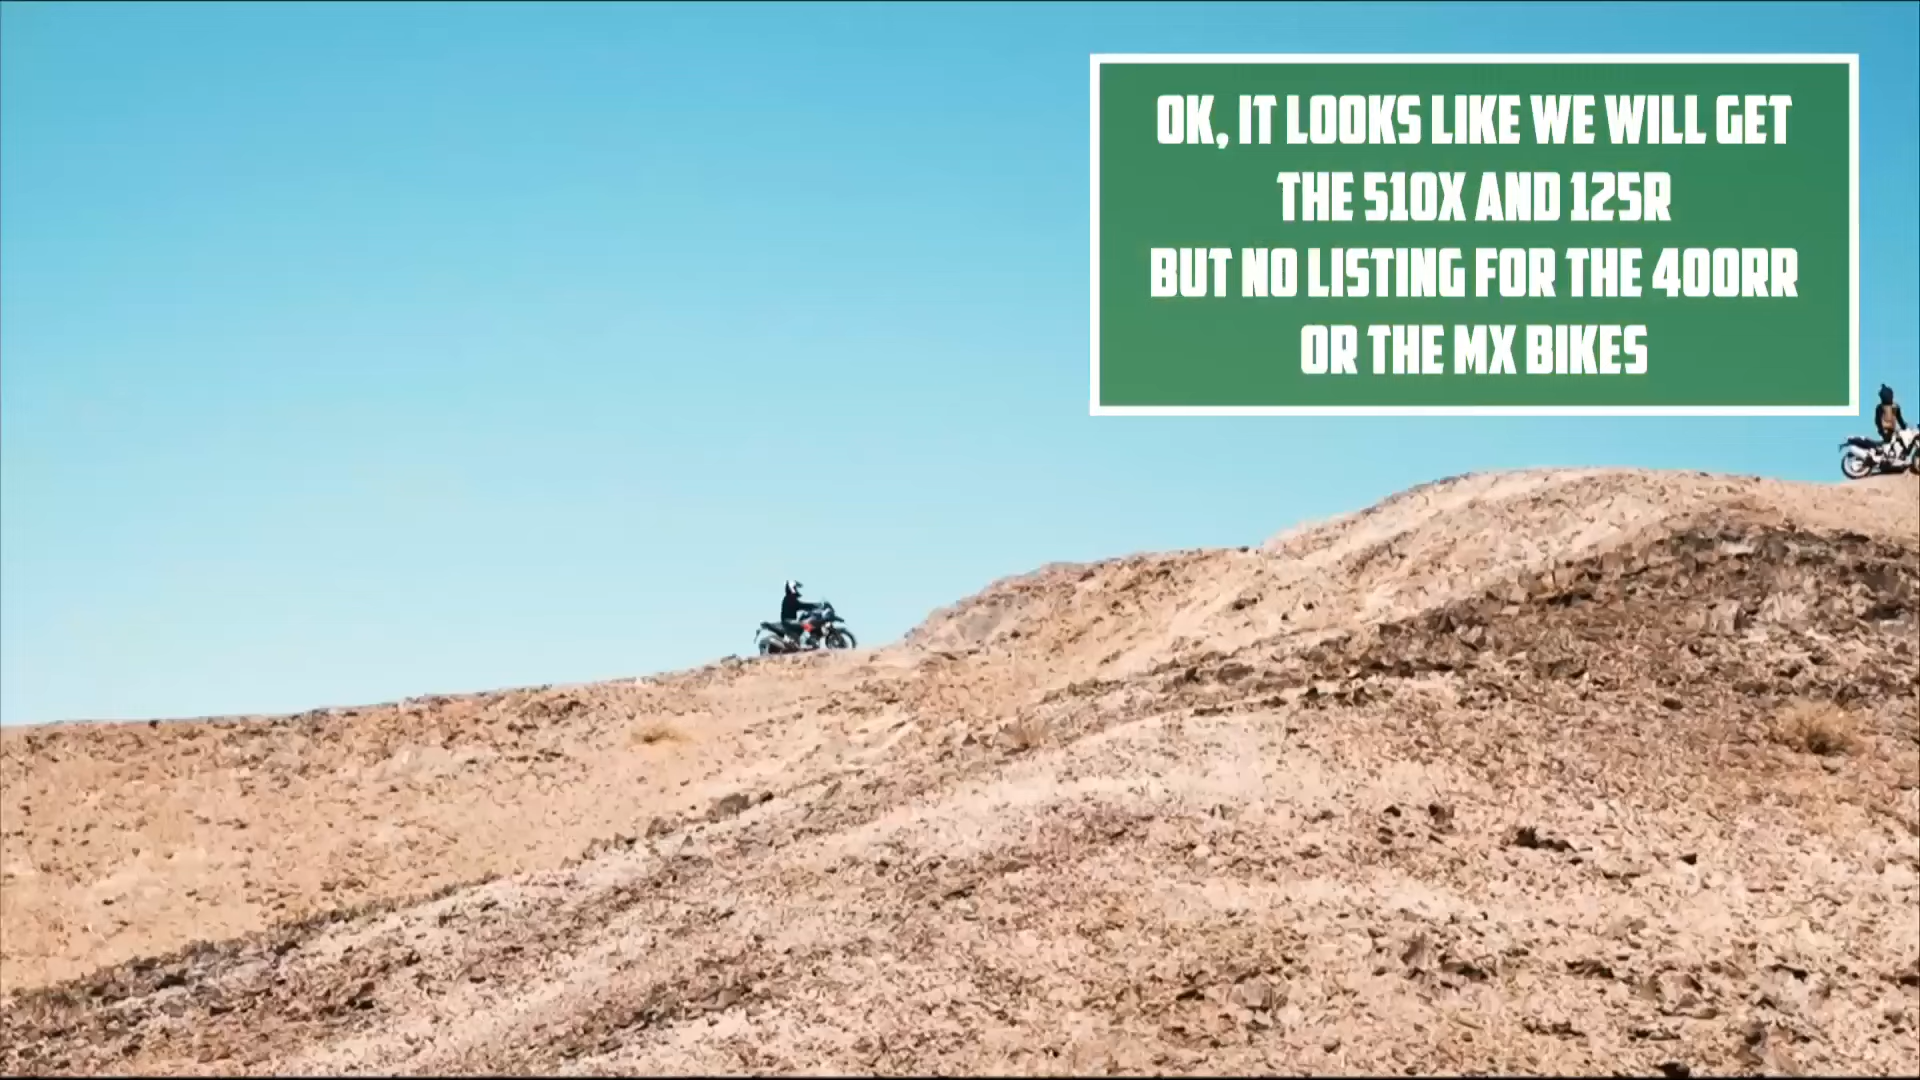 OK, IT LOOKS LIKE WE WILL GET
THE 510X AND 125R
BUT NO LISTING FOR THE 400RR
OR THE MX BIKES